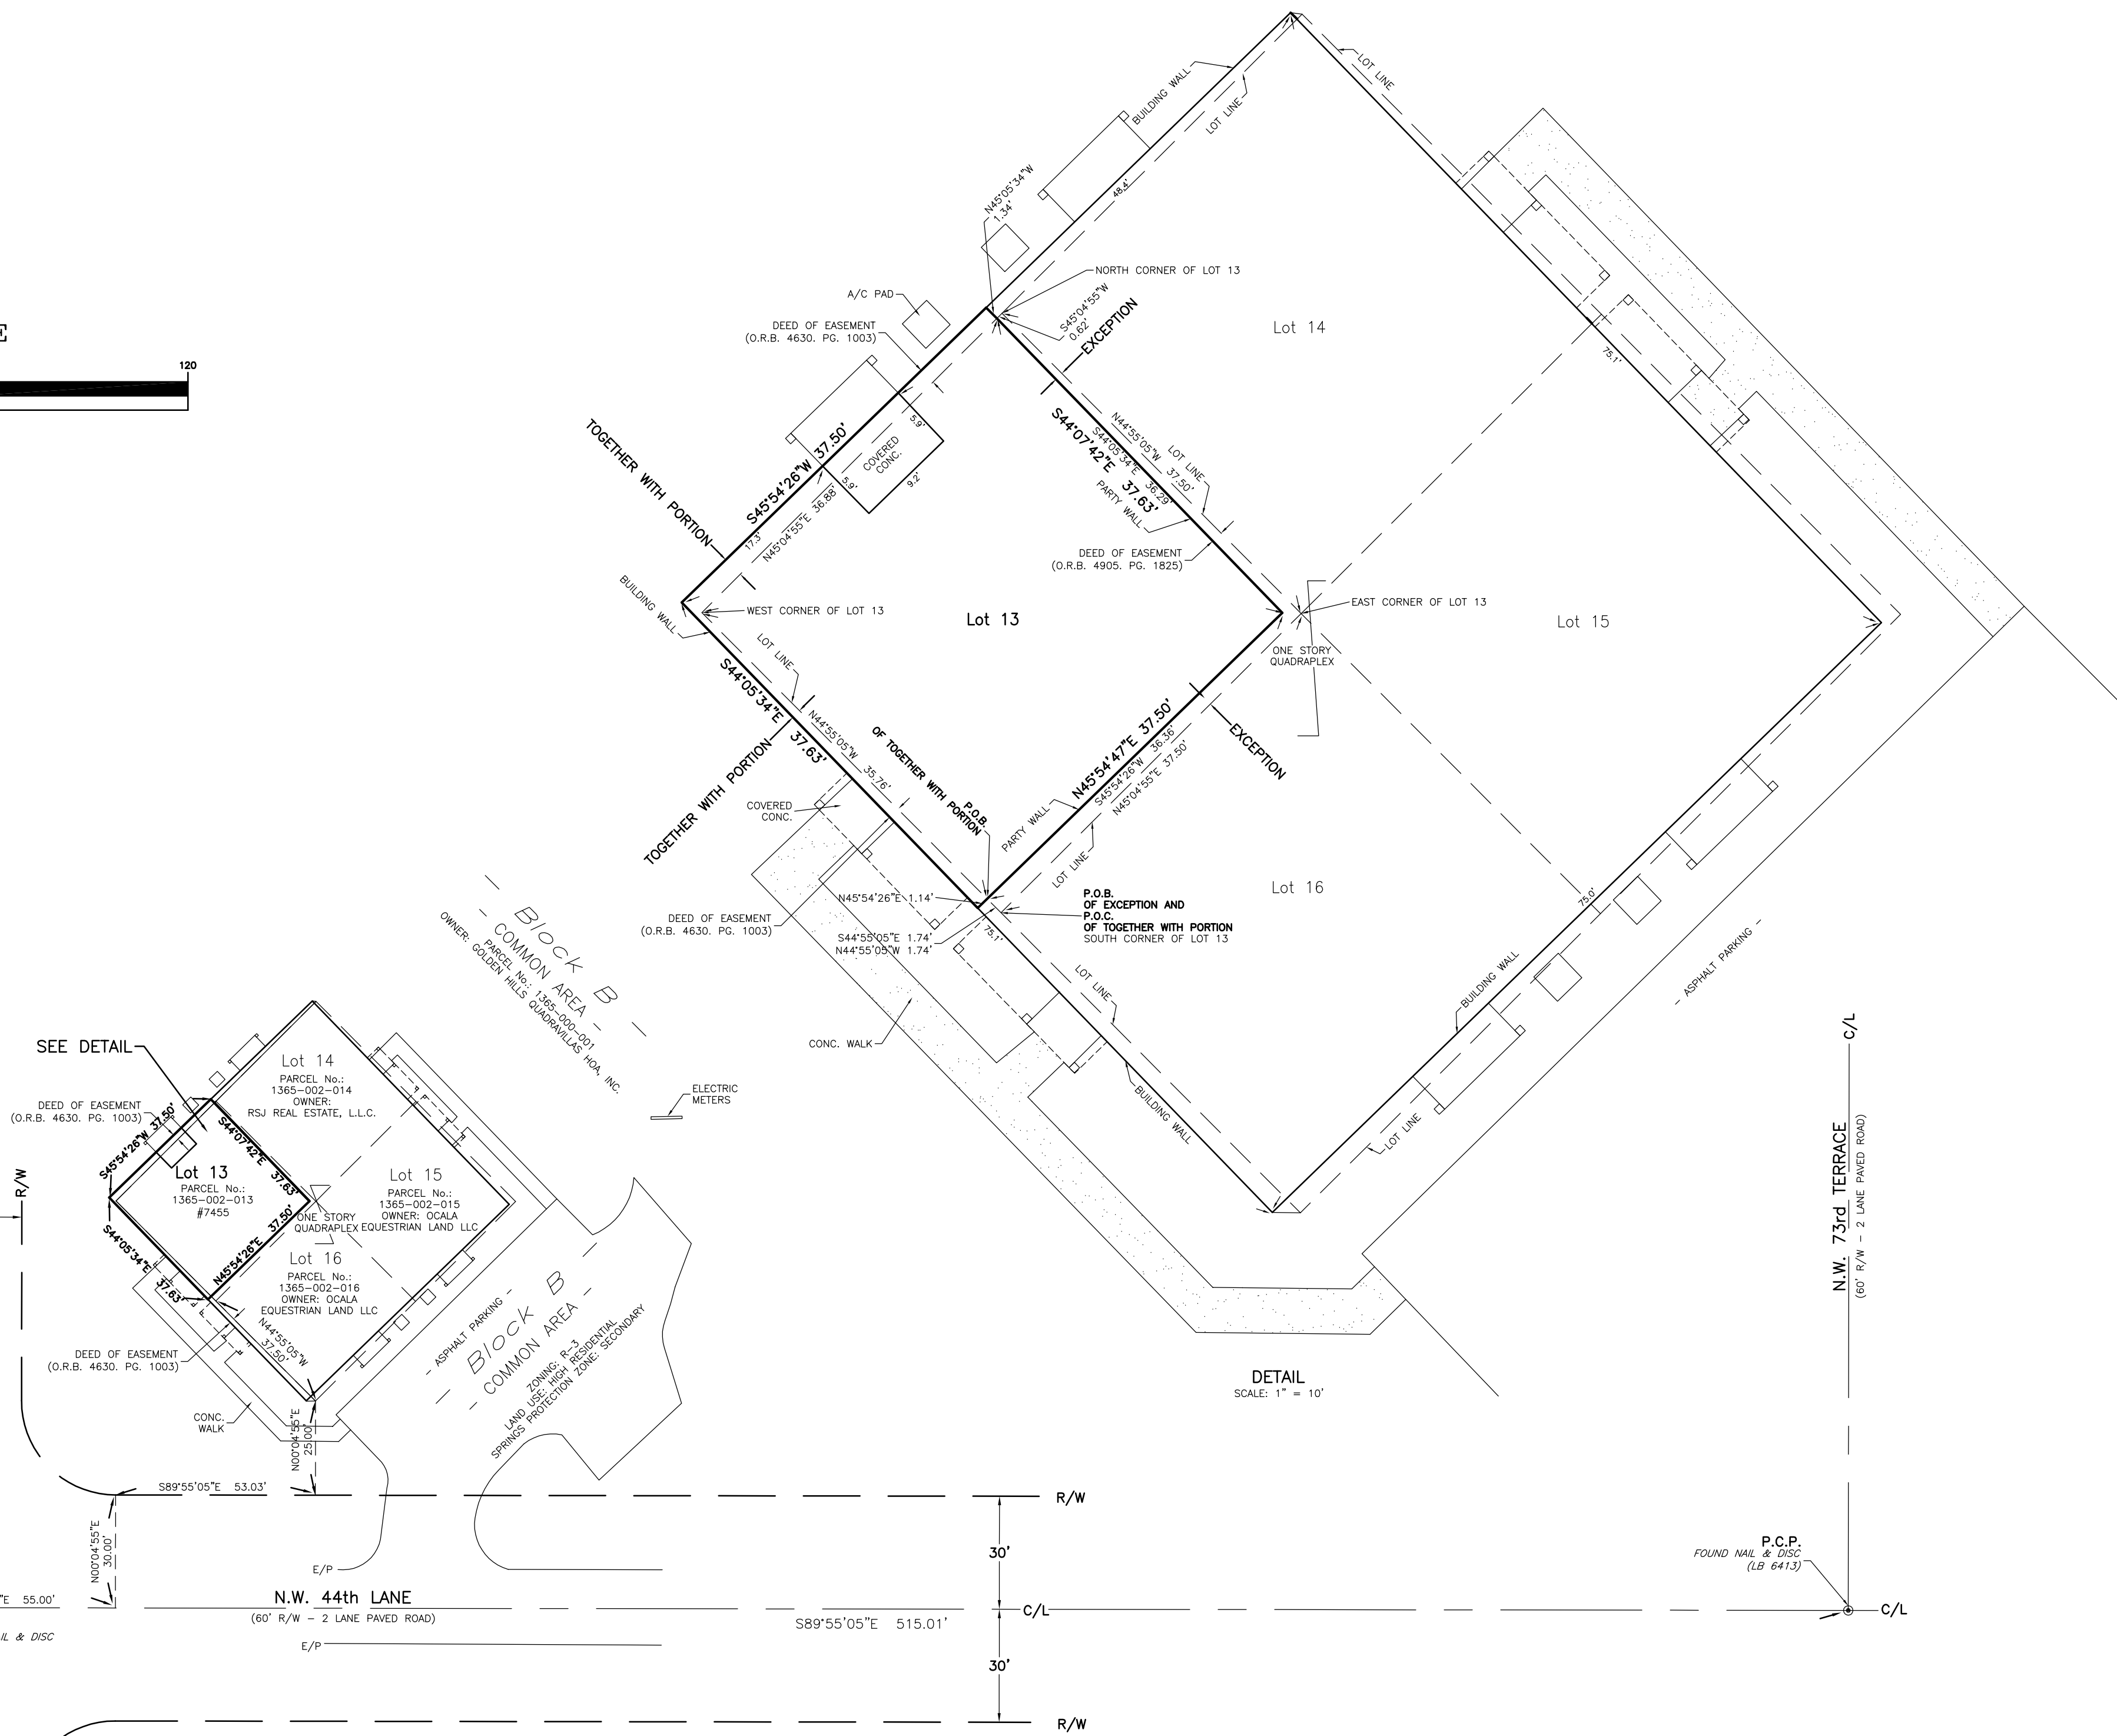 E
120
BUILDING WALL
LOT LINE
LOT LINE
48.4'
N45°05'34"W
1.34'
NORTH CORNER OF LOT 13
S45°04'55"W
0.62'
EXCEPTION
A/C PAD
DEED OF EASEMENT
(O.R.B. 4630. PG. 1003)
Lot 14
75.1'
TOGETHER WITH PORTION
S45°54'26"W 37.50'
5.9'
COVERED
CONC.
5.9'
9.2'
17.3'
N45°04'55"E 36.88'
N44°55'05"W 37.50'
S44°05'34"E 36.29'
S44°07'42"E 37.63'
LOT LINE
PARTY WALL
DEED OF EASEMENT
(O.R.B. 4905. PG. 1825)
BUILDING WALL
WEST CORNER OF LOT 13
Lot 13
EAST CORNER OF LOT 13
Lot 15
ONE STORY
QUADRAPLEX
LOT LINE
S44°05'34"E 37.63'
N44°55'05"W 35.76'
TOGETHER WITH PORTION
P.O.B.
OF TOGETHER WITH PORTION
N45°54'47"E 37.50'
S45°54'26"W 36.36'
N45°04'55"E 37.50'
EXCEPTION
PARTY WALL
LOT LINE
COVERED
CONC.
DEED OF EASEMENT
(O.R.B. 4630. PG. 1003)
N45°54'26"E 1.14'
S44°55'05"E 1.74'
N44°55'05"W 1.74'
75.1'
P.O.B.
OF EXCEPTION AND
P.O.C.
OF TOGETHER WITH PORTION
SOUTH CORNER OF LOT 13
Lot 16
75.0'
- ASPHALT PARKING -
BUILDING WALL
LOT LINE
LOT LINE
CONC. WALK
BUILDING WALL
Block B
- COMMON AREA -
PARCEL No.: 1365-000-001
OWNER: GOLDEN HILLS QUADRAVILLAS HOA, INC.
ELECTRIC
METERS
SEE DETAIL
DEED OF EASEMENT
(O.R.B. 4630. PG. 1003)
S45°54'26"W 37.50'
Lot 14
PARCEL No.:
1365-002-014
OWNER:
RSJ REAL ESTATE, L.L.C.
S44°07'42"E 37.63'
Lot 13
PARCEL No.:
1365-002-013
#7455
Lot 15
PARCEL No.:
1365-002-015
OWNER: OCALA
EQUESTRIAN LAND LLC
ONE STORY
QUADRAPLEX
N45°54'26"E 37.50'
S44°05'34"E 37.63'
Lot 16
PARCEL No.:
1365-002-016
OWNER: OCALA
EQUESTRIAN LAND LLC
N44°55'05"W
37.50'
DEED OF EASEMENT
(O.R.B. 4630. PG. 1003)
CONC.
WALK
R/W
- ASPHALT PARKING -
Block B
- COMMON AREA -
ZONING: R-3
LAND USE: HIGH RESIDENTIAL
SPRINGS PROTECTION ZONE: SECONDARY
N00°04'55"E
25.00'
S89°55'05"E 53.03'
N00°04'55"E
30.00'
"E 55.00'
IL & DISC
E/P
N.W. 44th LANE
(60' R/W - 2 LANE PAVED ROAD)
E/P
S89°55'05"E 515.01'
R/W
30'
C/L
30'
R/W
DETAIL
SCALE: 1" = 10'
C/L
N.W. 73rd TERRACE
(60' R/W - 2 LANE PAVED ROAD)
P.C.P.
FOUND NAIL & DISC
(LB 6413)
C/L